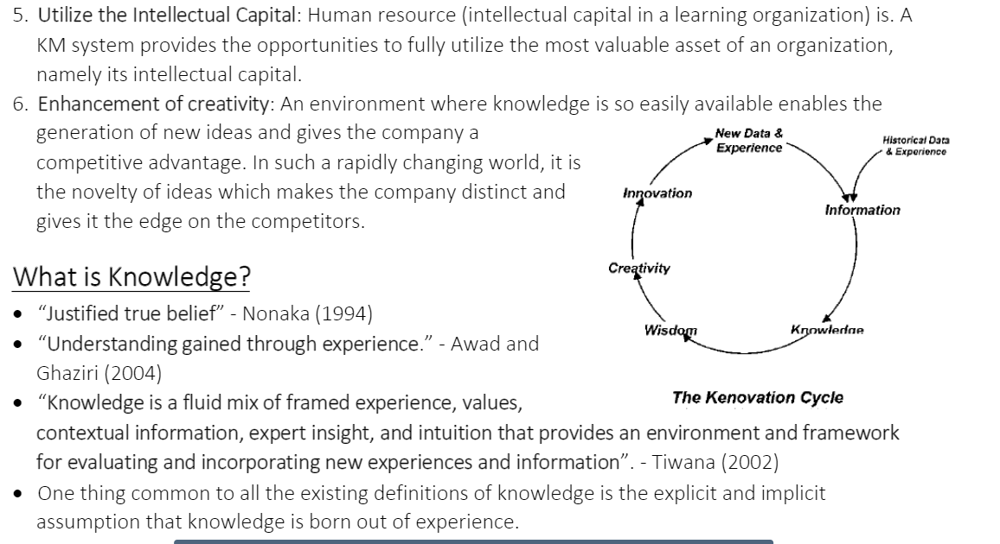 5. Utilize the Intellectual Capital: Human resource (intellectual capital in a learning organization) is. A
KM system provides the opportunities to fully utilize the most valuable asset of an organization,
namely its intellectual capital.
6. Enhancement of creativity: An environment where knowledge is so easily available enables the
generation of new ideas and gives the company a
competitive advantage. In such a rapidly changing world, it is
the novelty of ideas which makes the company distinct and
gives it the edge on the competitors.
New Data &
Experience
Historical Data
& Experience
Innovation
Information
Creativity
Wisdom
Knowledge
The Kenovation Cycle
What is Knowledge?
• “Justified true belief” - Nonaka (1994)
• “Understanding gained through experience.” - Awad and
Ghaziri (2004)
• “Knowledge is a fluid mix of framed experience, values,
contextual information, expert insight, and intuition that provides an environment and framework
for evaluating and incorporating new experiences and information”. - Tiwana (2002)
• One thing common to all the existing definitions of knowledge is the explicit and implicit
assumption that knowledge is born out of experience.